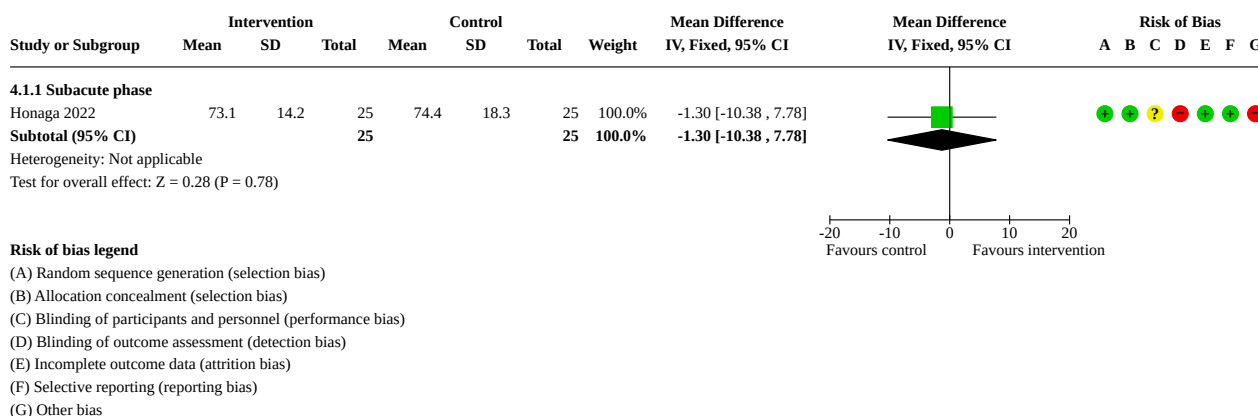 Intervention Control Mean Difference Mean Difference Risk of Bias
Study or Subgroup Mean SD Total Mean SD Total Weight IV, Fixed, 95% CI IV, Fixed, 95% CI A B C D E F G
4.1.1 Subacute phase
Honaga 2022 73.1 14.2 25 74.4 18.3 25 100.0% -1.30 [-10.38 , 7.78] + + ? − + + −
Subtotal (95% CI) 25 25 100.0% -1.30 [-10.38 , 7.78]
Heterogeneity: Not applicable
Test for overall effect: Z = 0.28 (P = 0.78)
-20 -10 0 10 20
Favours control Favours intervention
Risk of bias legend
(A) Random sequence generation (selection bias)
(B) Allocation concealment (selection bias)
(C) Blinding of participants and personnel (performance bias)
(D) Blinding of outcome assessment (detection bias)
(E) Incomplete outcome data (attrition bias)
(F) Selective reporting (reporting bias)
(G) Other bias